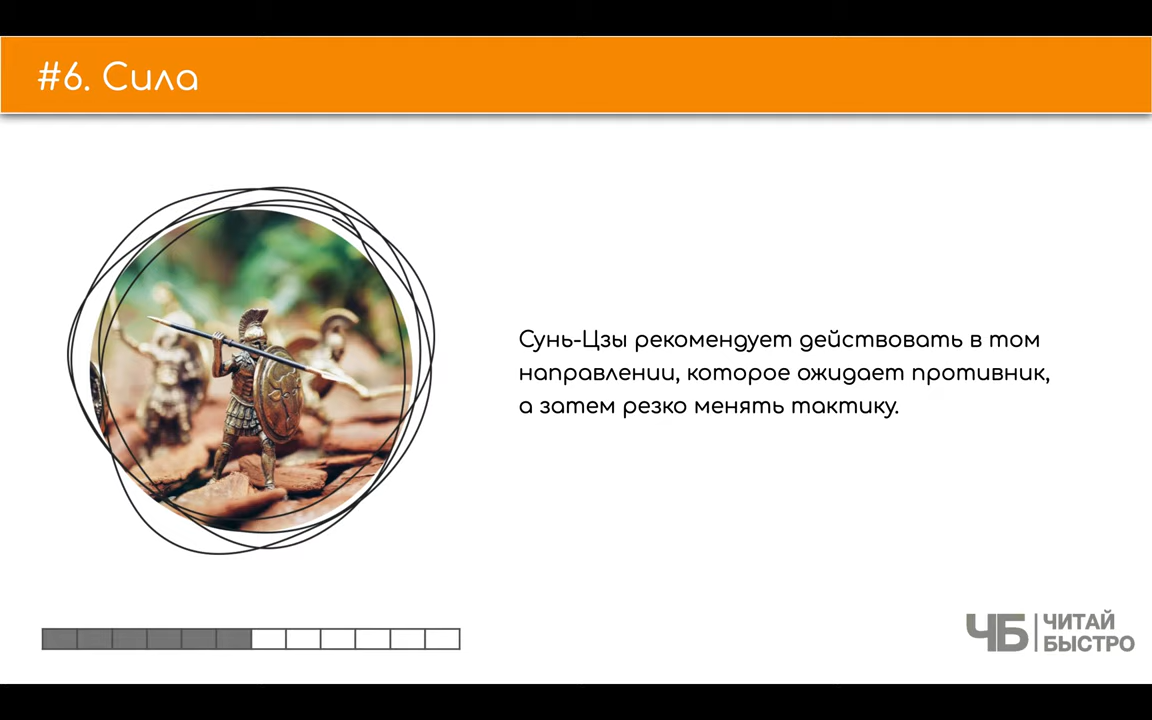 #6. Сила
Сунь-Цзы рекомендует действовать в том
направлении, которое ожидает противник,
а затем резко менять тактику.
ЧБ
ЧИТАЙ
БЫСТРО